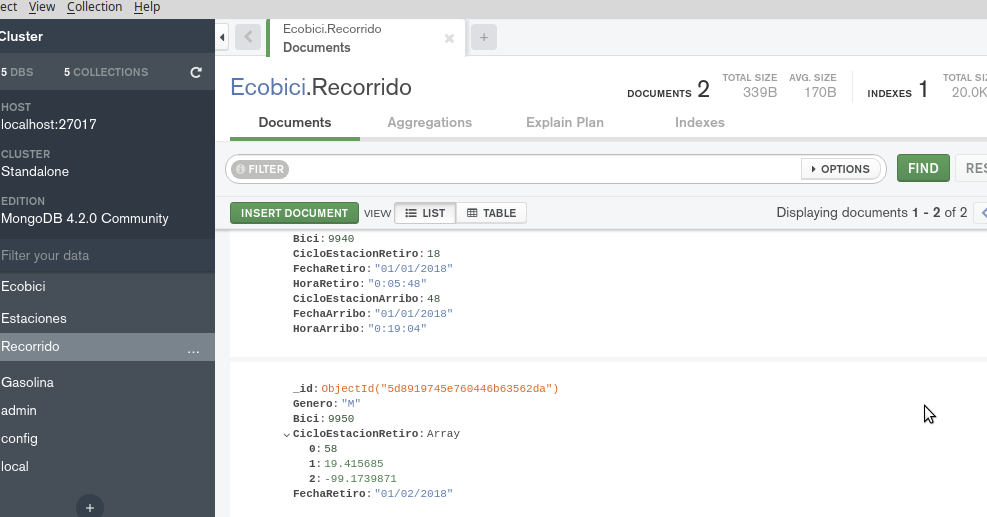 ect View Collection Help
Cluster
5 DBS 5 COLLECTIONS
HOST
localhost:27017
CLUSTER
Standalone
EDITION
MongoDB 4.2.0 Community
Filter your data
Ecobici
Estaciones
Recorrido ...
Gasolina
admin
config
local
+
Ecobici.Recorrido
Documents
+
Ecobici.Recorrido
DOCUMENTS 2 TOTAL SIZE 339B AVG. SIZE 170B INDEXES 1 TOTAL SIZ 20.0K
Documents Aggregations Explain Plan Indexes
FILTER OPTIONS FIND RES
INSERT DOCUMENT VIEW LIST TABLE Displaying documents 1 - 2 of 2
Bici: 9940
CicloEstacionRetiro: 18
FechaRetiro: "01/01/2018"
HoraRetiro: "0:05:48"
CicloEstacionArribo: 48
FechaArribo: "01/01/2018"
HoraArribo: "0:19:04"
_id: ObjectId("5d8919745e760446b63562da")
Genero: "M"
Bici: 9950
CicloEstacionRetiro: Array
0: 58
1: 19.415685
2: -99.1739871
FechaRetiro: "01/02/2018"